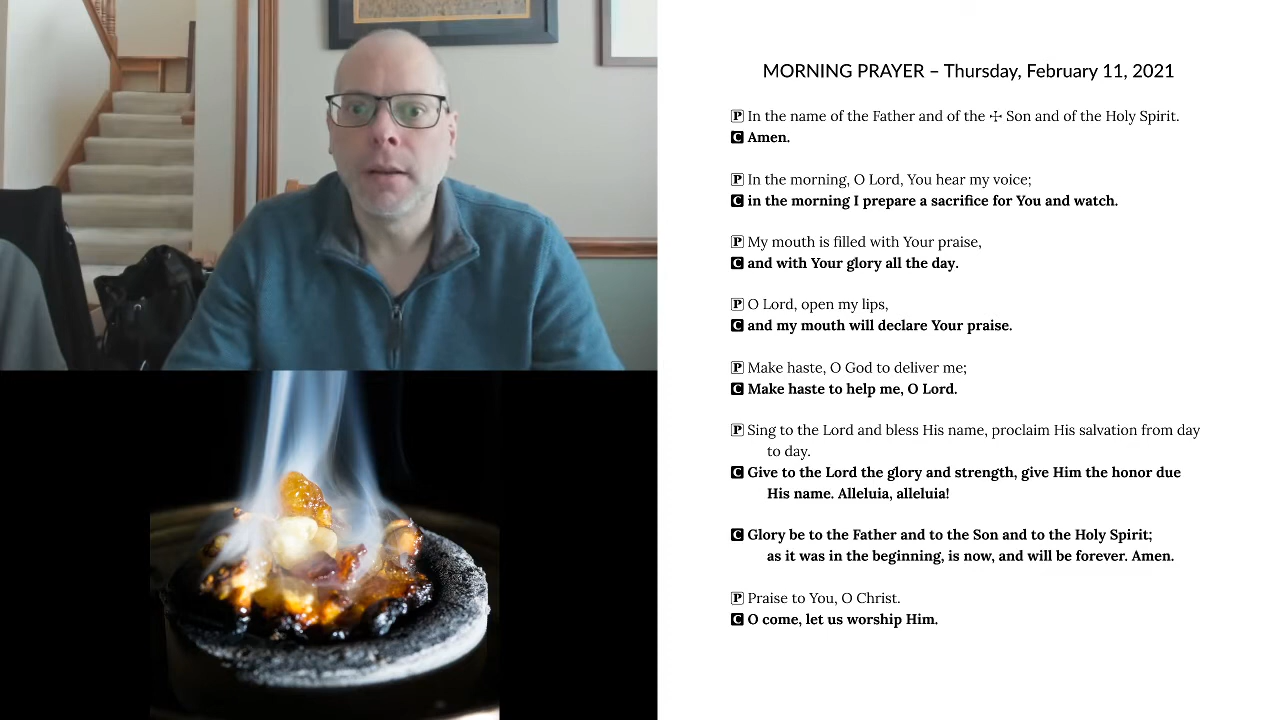 MORNING PRAYER – Thursday, February 11, 2021
P In the name of the Father and of the ☩ Son and of the Holy Spirit.
C Amen.
P In the morning, O Lord, You hear my voice;
C in the morning I prepare a sacrifice for You and watch.
P My mouth is filled with Your praise,
C and with Your glory all the day.
P O Lord, open my lips,
C and my mouth will declare Your praise.
P Make haste, O God to deliver me;
C Make haste to help me, O Lord.
P Sing to the Lord and bless His name, proclaim His salvation from day
to day.
C Give to the Lord the glory and strength, give Him the honor due
His name. Alleluia, alleluia!
C Glory be to the Father and to the Son and to the Holy Spirit;
as it was in the beginning, is now, and will be forever. Amen.
P Praise to You, O Christ.
C O come, let us worship Him.